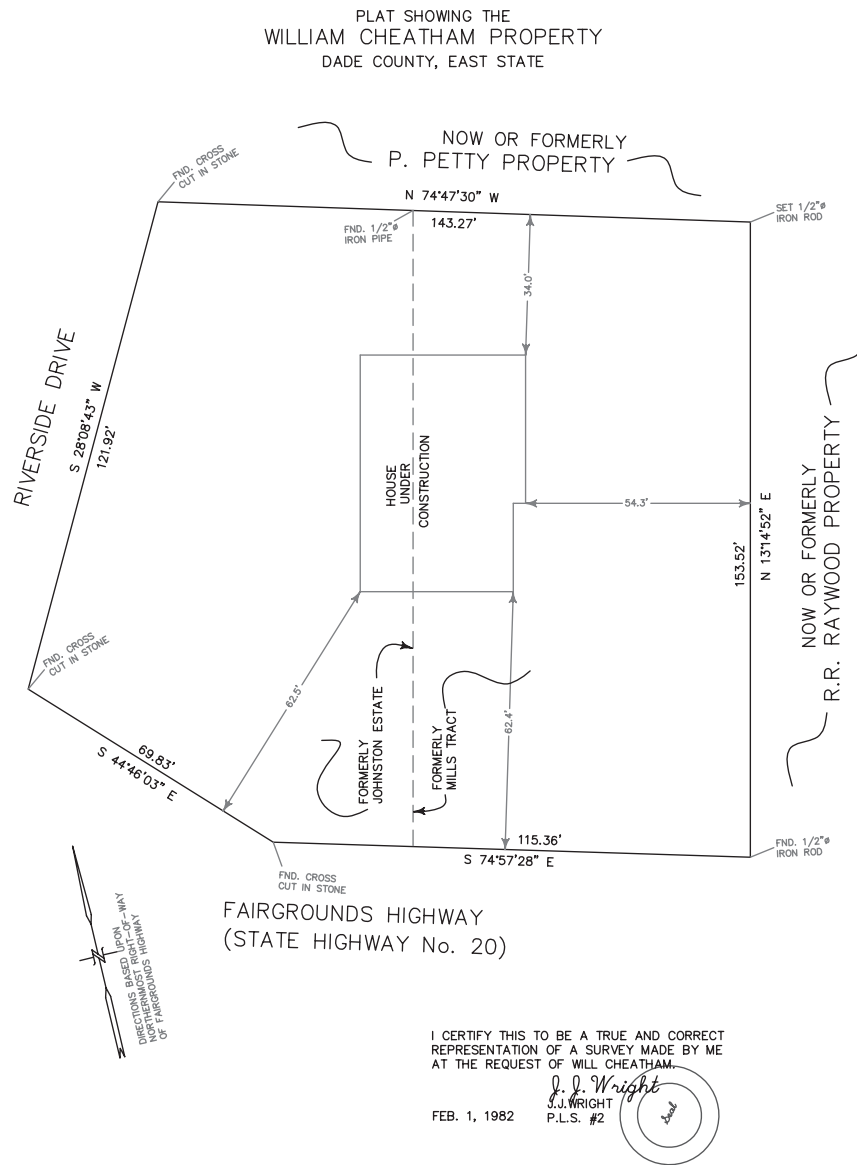 PLAT SHOWING THE
WILLIAM CHEATHAM PROPERTY
DADE COUNTY, EAST STATE
NOW OR FORMERLY
P. PETTY PROPERTY
FND. CROSS
CUT IN STONE
N 74°47'30" W
143.27'
FND. 1/2"ø
IRON PIPE
SET 1/2"ø
IRON ROD
34.0'
RIVERSIDE DRIVE
S 28°08'43" W
121.92'
HOUSE
UNDER
CONSTRUCTION
54.3'
153.52'
N 13°14'52" E
NOW OR FORMERLY
R.R. RAYWOOD PROPERTY
FND. CROSS
CUT IN STONE
62.5'
FORMERLY
JOHNSTON ESTATE
FORMERLY
MILLS TRACT
62.4'
69.83'
S 44°46'03" E
115.36'
S 74°57'28" E
FND. 1/2"ø
IRON ROD
FND. CROSS
CUT IN STONE
FAIRGROUNDS HIGHWAY
(STATE HIGHWAY No. 20)
N
DIRECTIONS BASED UPON
NORTHERNMOST RIGHT-OF-WAY
OF FAIRGROUNDS HIGHWAY
I CERTIFY THIS TO BE A TRUE AND CORRECT
REPRESENTATION OF A SURVEY MADE BY ME
AT THE REQUEST OF WILL CHEATHAM.
J. J. Wright
J.J.WRIGHT
FEB. 1, 1982 P.L.S. #2
Seal